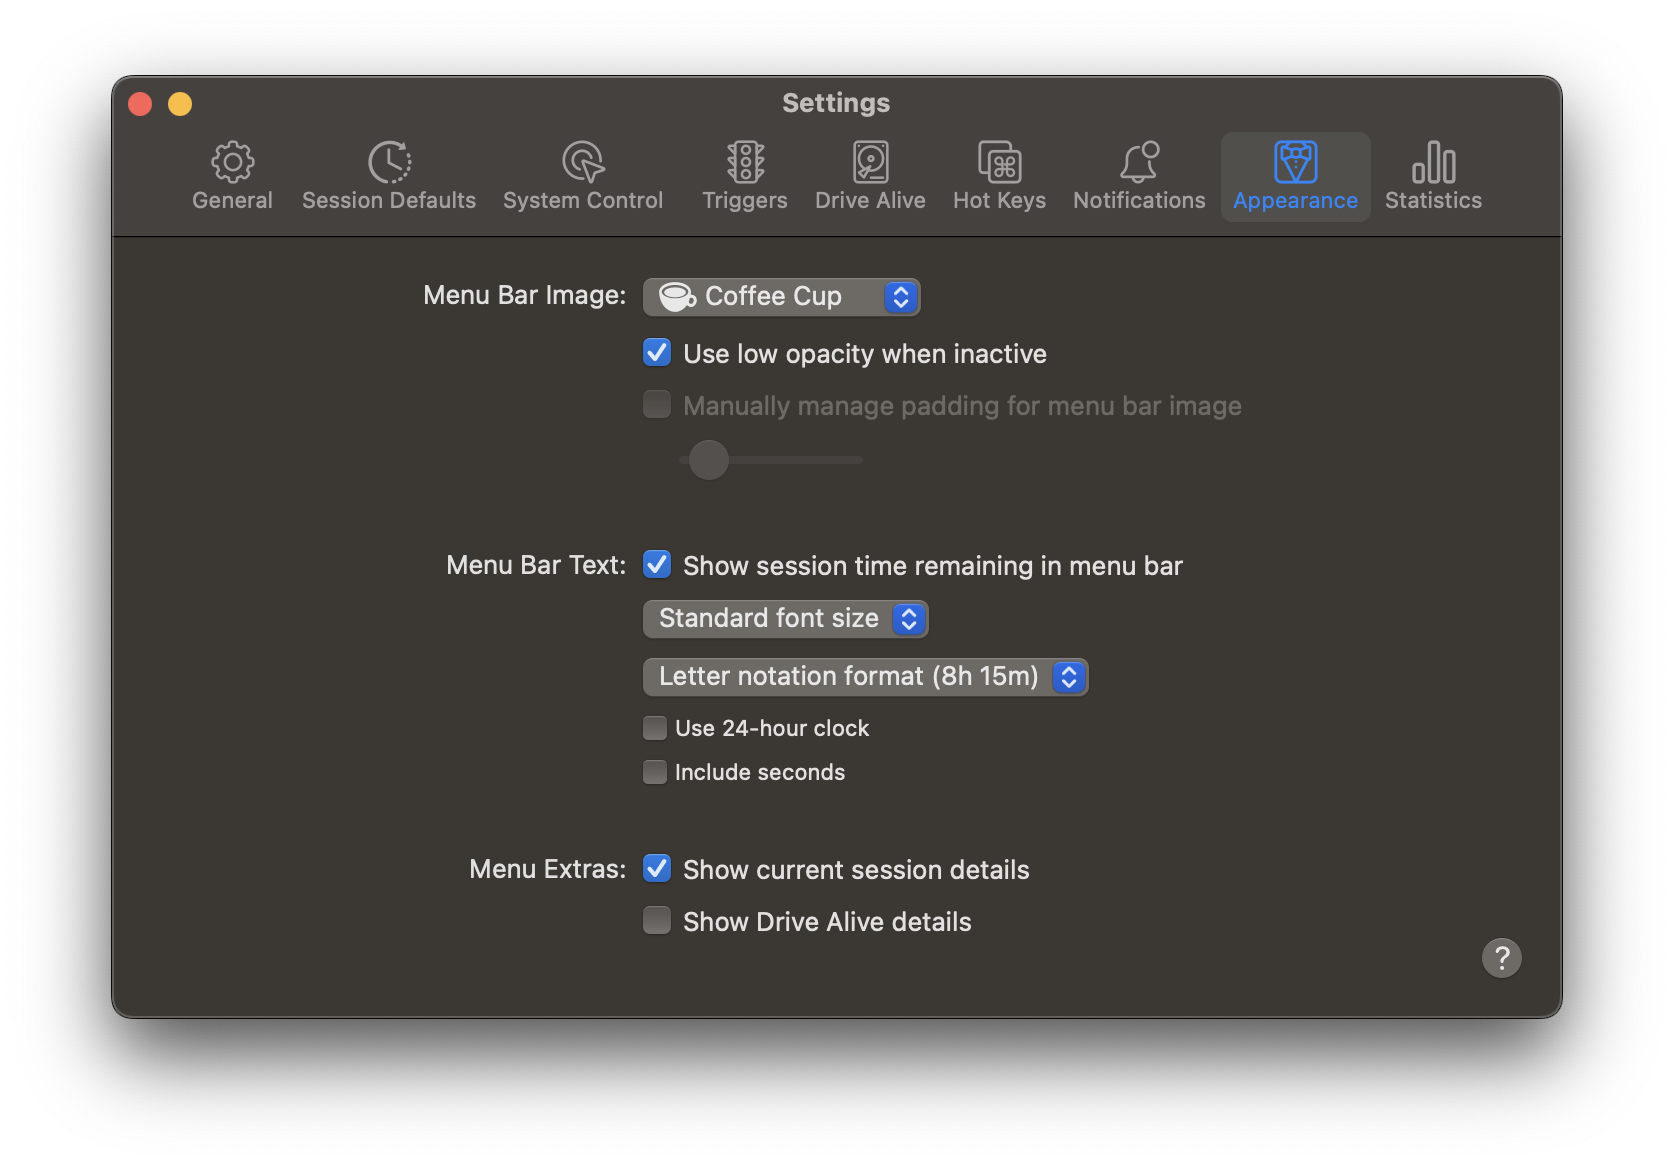 Settings
General
Session Defaults
System Control
Triggers
Drive Alive
Hot Keys
Notifications
Appearance
Statistics
Menu Bar Image:
Coffee Cup
Use low opacity when inactive
Manually manage padding for menu bar image
Menu Bar Text:
Show session time remaining in menu bar
Standard font size
Letter notation format (8h 15m)
Use 24-hour clock
Include seconds
Menu Extras:
Show current session details
Show Drive Alive details
?